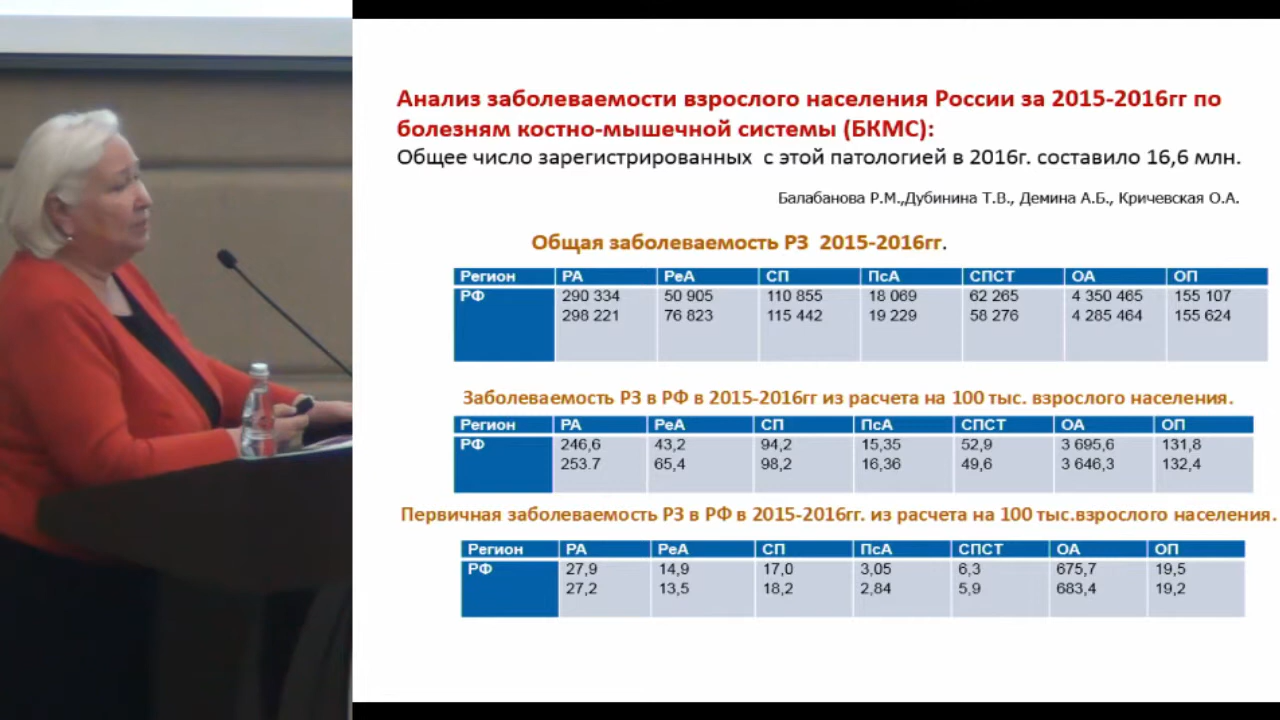 Анализ заболеваемости взрослого населения России за 2015-2016гг по
болезням костно-мышечной системы (БКМС):
Общее число зарегистрированных с этой патологией в 2016г. составило 16,6 млн.
Балабанова Р.М.,Дубинина Т.В., Демина А.Б., Кричевская О.А.
Общая заболеваемость РЗ 2015-2016гг.
Регион РА РеА СП ПсА СПСТ ОА ОП
РФ 290 334 50 905 110 855 18 069 62 265 4 350 465 155 107
298 221 76 823 115 442 19 229 58 276 4 285 464 155 624
Заболеваемость РЗ в РФ в 2015-2016гг из расчета на 100 тыс. взрослого населения.
Регион РА РеА СП ПсА СПСТ ОА ОП
РФ 246,6 43,2 94,2 15,35 52,9 3 695,6 131,8
253.7 65,4 98,2 16,36 49,6 3 646,3 132,4
Первичная заболеваемость РЗ в РФ в 2015-2016гг. из расчета на 100 тыс.взрослого населения.
Регион РА РеА СП ПсА СПСТ ОА ОП
РФ 27,9 14,9 17,0 3,05 6,3 675,7 19,5
27,2 13,5 18,2 2,84 5,9 683,4 19,2